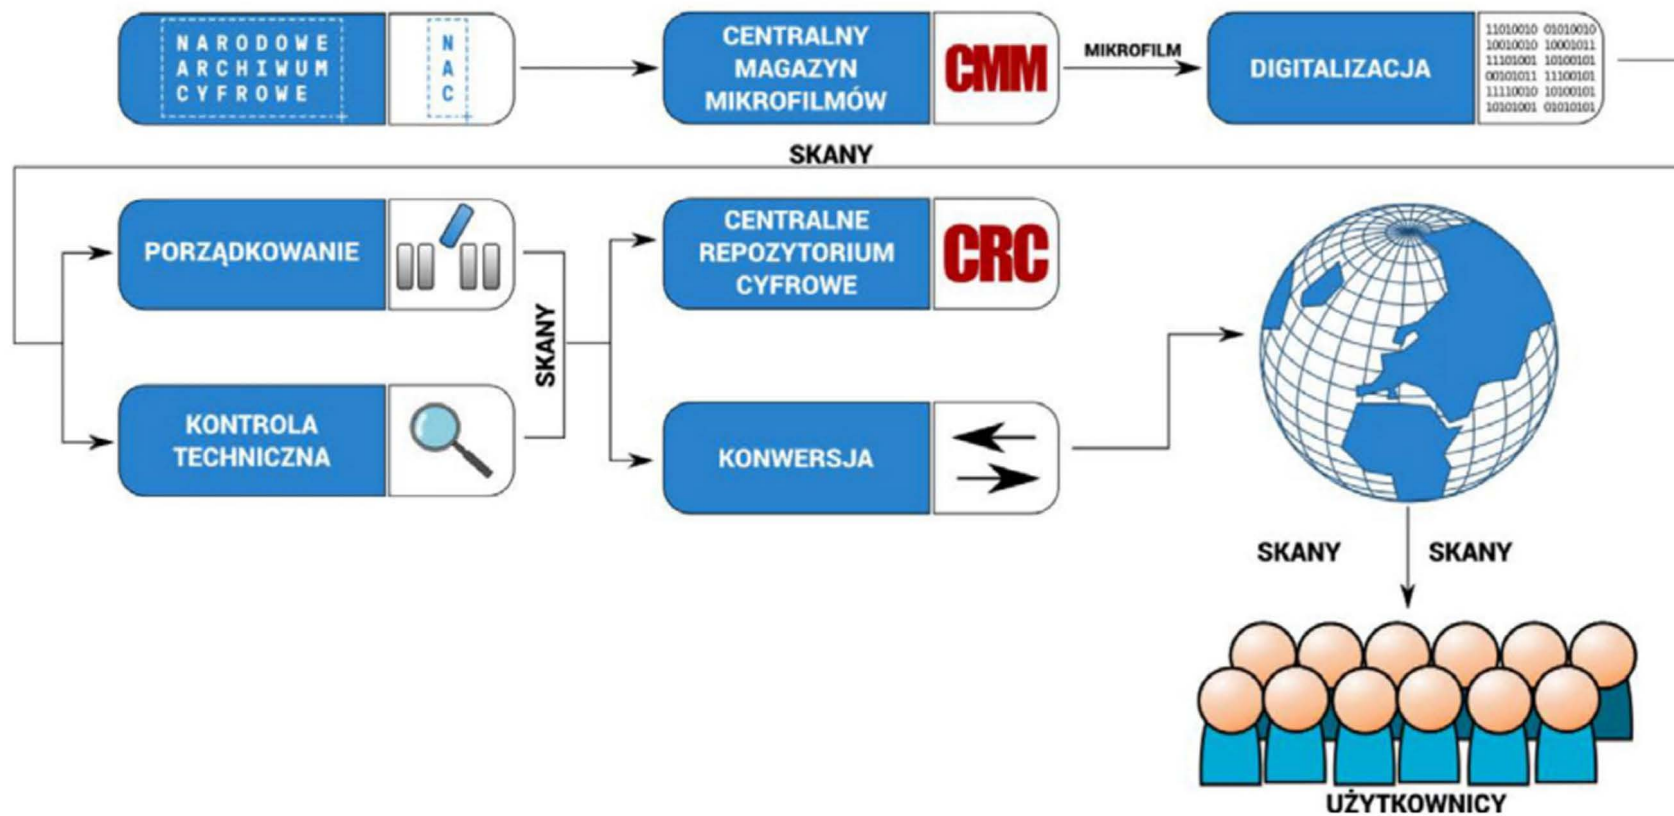 NARODOWE
ARCHIWUM
CYFROWE
N
A
C
CENTRALNY
MAGAZYN
MIKROFILMÓW
CMM
MIKROFILM
DIGITALIZACJA
11010010 01010010
10010010 10001011
11101001 10100101
00101011 11100101
11110010 10100101
10101001 01010101
SKANY
PORZĄDKOWANIE
SKANY
CENTRALNE
REPOZYTORIUM
CYFROWE
CRC
KONTROLA
TECHNICZNA
KONWERSJA
SKANY
SKANY
UŻYTKOWNICY